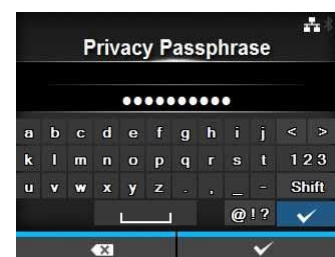 Privacy Passphrase
••••••••••
a b c d e f g h i j < >
k l m n o p q r s t 123
u v w x y z . , _ - Shift
@!?